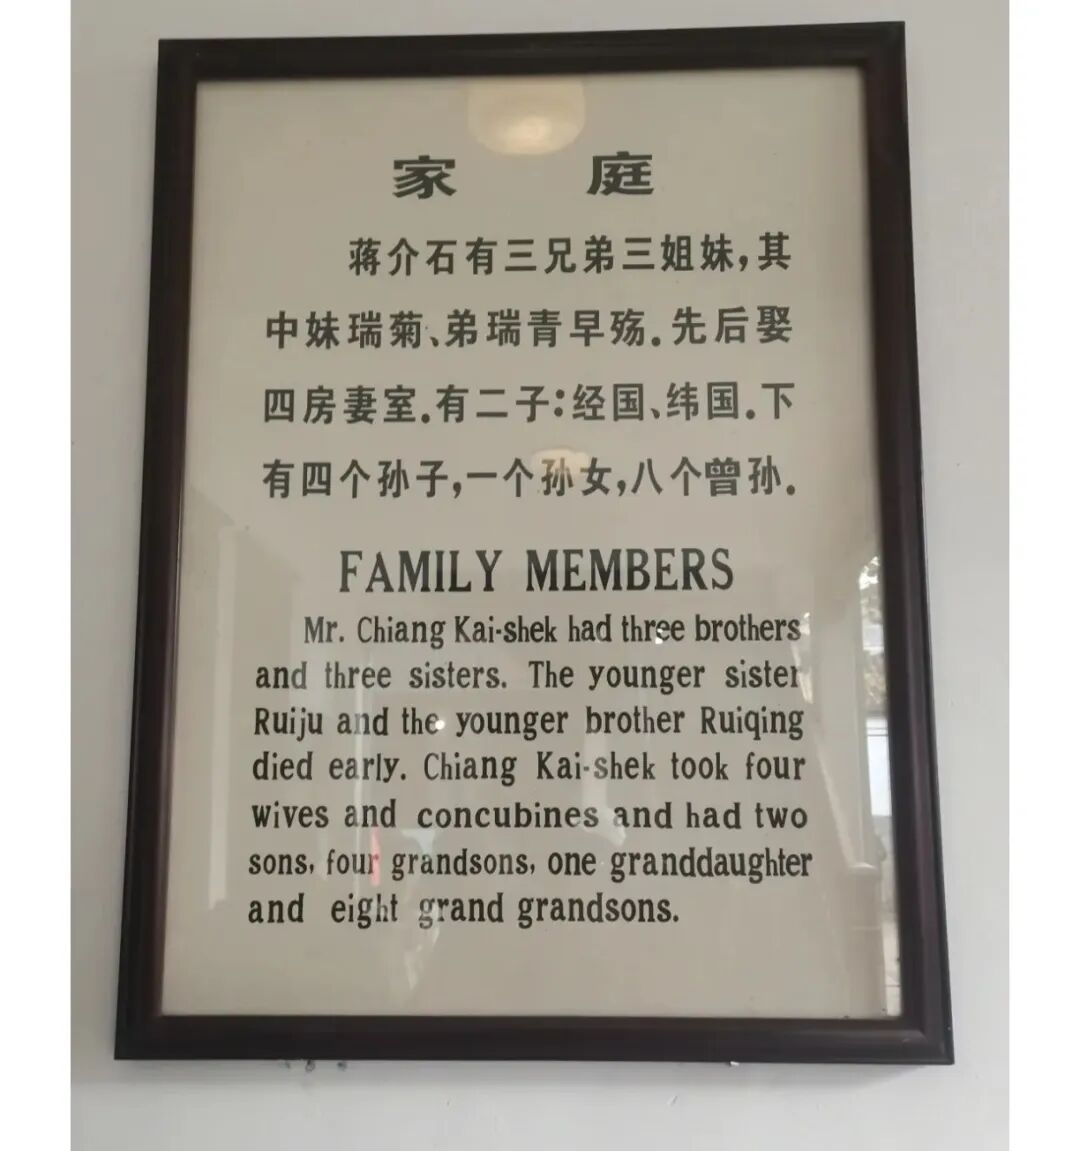 家 庭
蒋介石有三兄弟三姐妹,其
中妹瑞菊、弟瑞青早殇.先后娶
四房妻室.有二子:经国、纬国.下
有四个孙子,一个孙女,八个曾孙.
FAMILY MEMBERS
Mr. Chiang Kai-shek had three brothers
and three sisters. The younger sister
Ruiju and the younger brother Ruiqing
died early. Chiang Kai-shek took four
wives and concubines and had two
sons, four grandsons, one granddaughter
and eight grand grandsons.